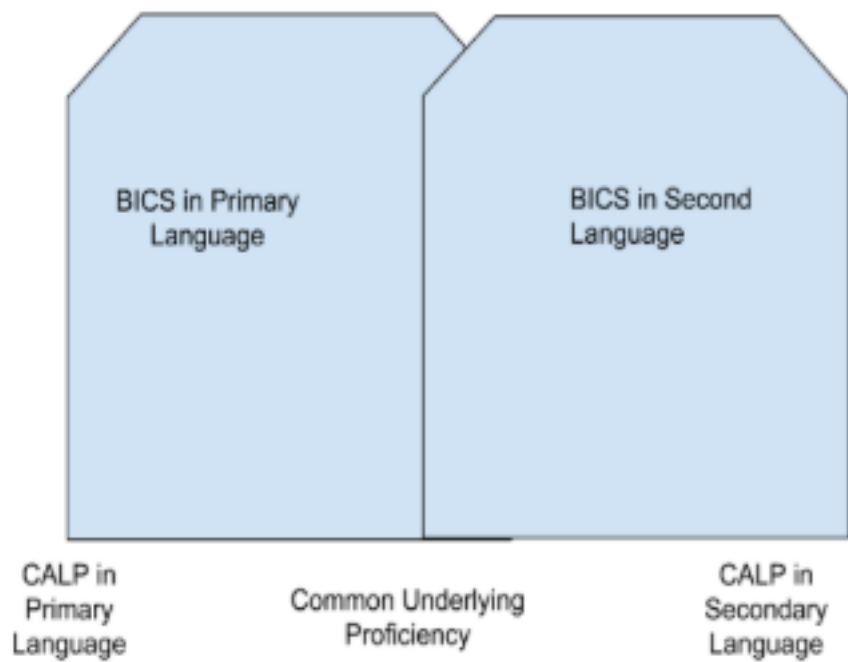 BICS in Primary
Language
BICS in Second
Language
CALP in
Primary
Language
Common Underlying
Proficiency
CALP in
Secondary
Language